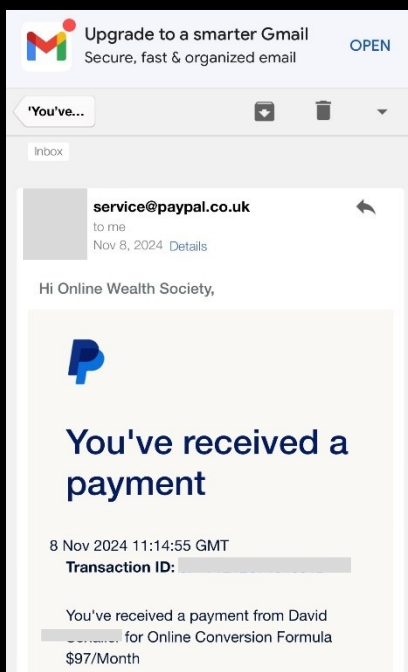 Upgrade to a smarter Gmail
Secure, fast & organized email
OPEN
'You've...
Inbox
service@paypal.co.uk
to me
Nov 8, 2024 Details
Hi Online Wealth Society,
You've received a
payment
8 Nov 2024 11:14:55 GMT
Transaction ID:
You've received a payment from David
for Online Conversion Formula
$97/Month